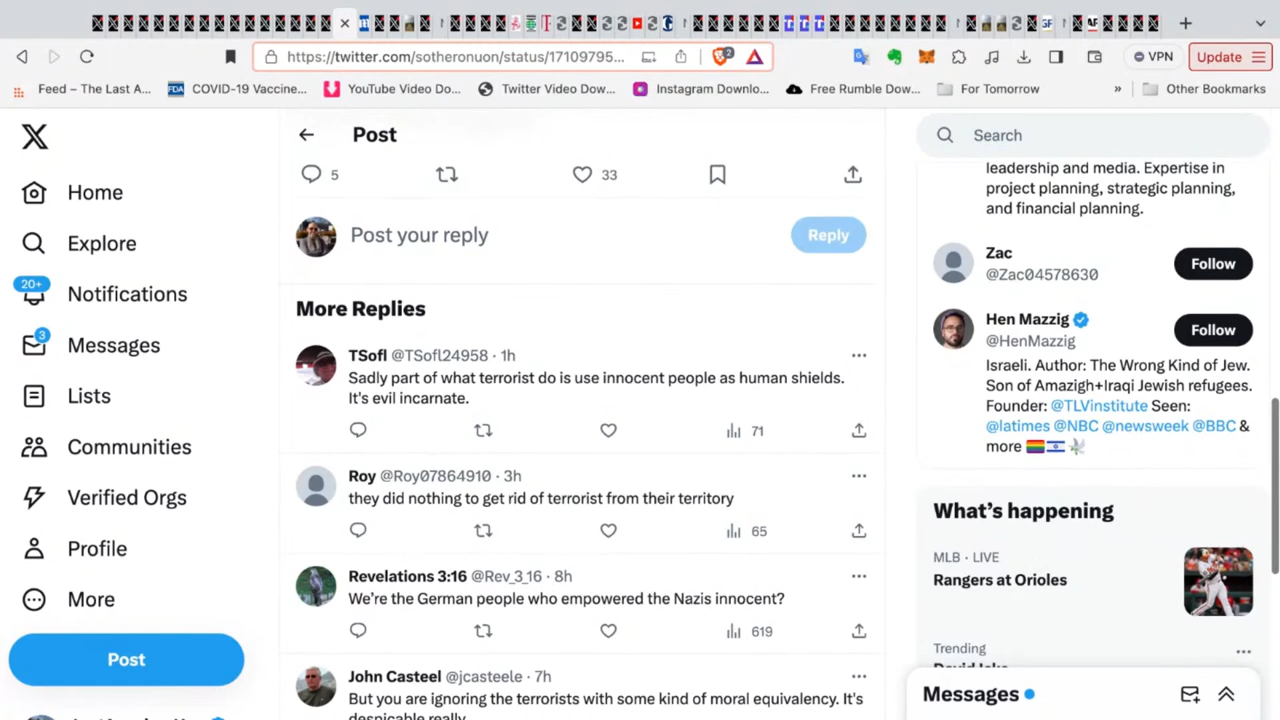 https://twitter.com/sotheronuon/status/17109795...
2
VPN
Update
Feed – The Last A...
FDA COVID-19 Vaccine...
YouTube Video Do...
Twitter Video Dow...
Instagram Downlo...
Free Rumble Dow...
For Tomorrow
»
Other Bookmarks
X
Home
Explore
20+
Notifications
3
Messages
Lists
Communities
Verified Orgs
Profile
More
Post
Post
5
33
Post your reply
Reply
More Replies
TSofl @TSofl24958 · 1h
Sadly part of what terrorist do is use innocent people as human shields.
It's evil incarnate.
71
Roy @Roy07864910 · 3h
they did nothing to get rid of terrorist from their territory
65
Revelations 3:16 @Rev_3_16 · 8h
We're the German people who empowered the Nazis innocent?
619
John Casteel @jcasteele · 7h
But you are ignoring the terrorists with some kind of moral equivalency. It's
despicable really
Search
leadership and media. Expertise in
project planning, strategic planning,
and financial planning.
Zac
@Zac04578630
Follow
Hen Mazzig
@HenMazzig
Follow
Israeli. Author: The Wrong Kind of Jew.
Son of Amazigh+Iraqi Jewish refugees.
Founder: @TLVinstitute Seen:
@latimes @NBC @newsweek @BBC &
more
What's happening
MLB · LIVE
Rangers at Orioles
Trending
Messages